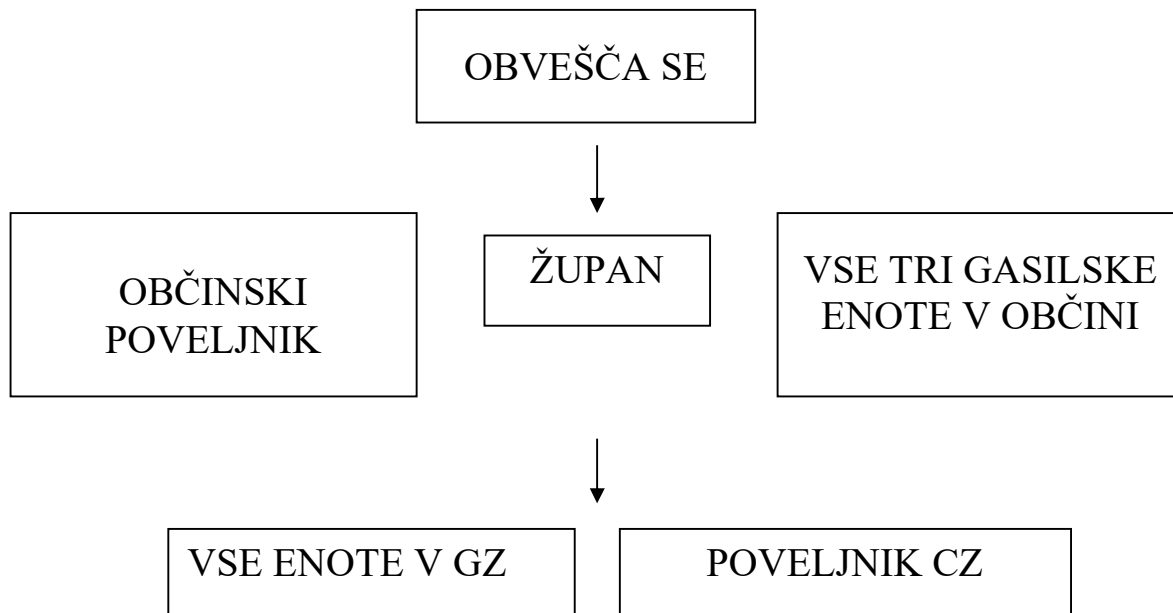 OBVEŠČA SE
OBČINSKI
POVELJNIK
ŽUPAN
VSE TRI GASILSKE
ENOTE V OBČINI
VSE ENOTE V GZ
POVELJNIK CZ